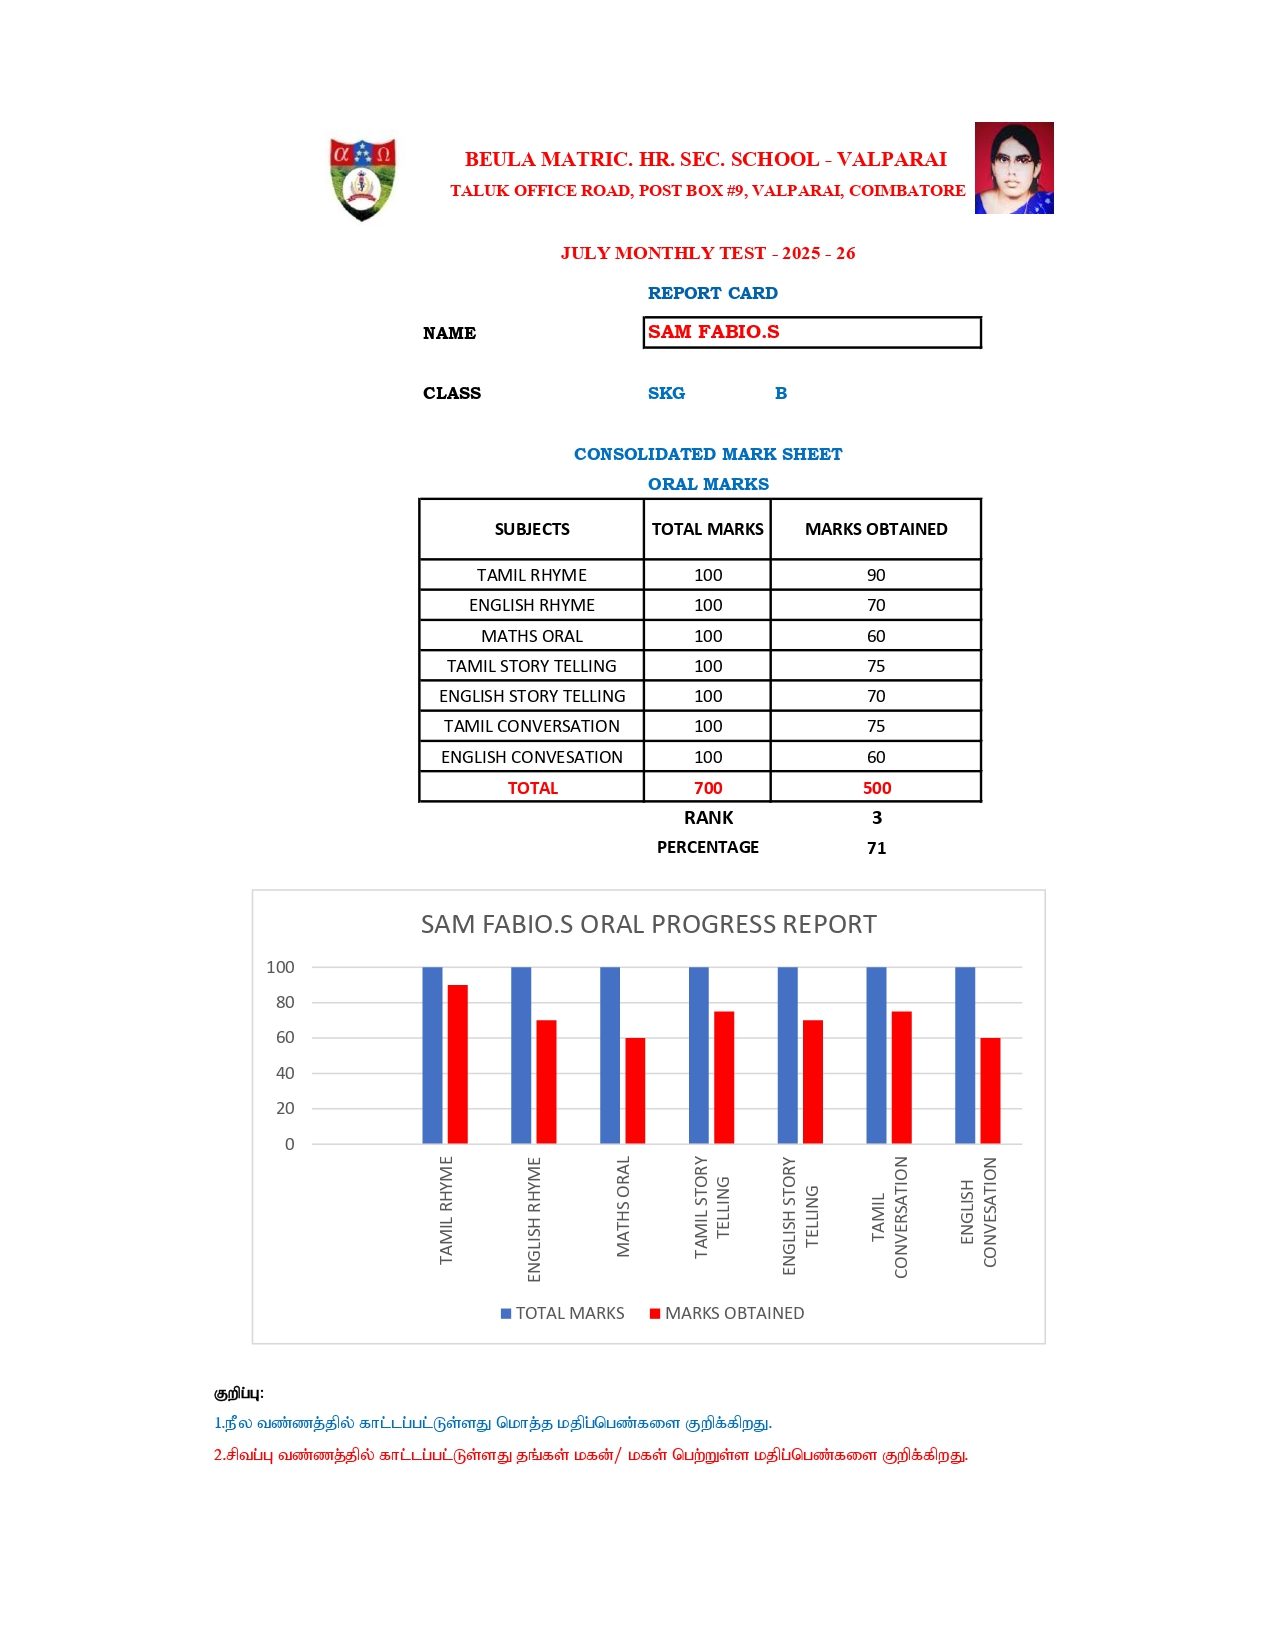 α Ω
BEULA MATRIC. HR. SEC. SCHOOL - VALPARAI
TALUK OFFICE ROAD, POST BOX #9, VALPARAI, COIMBATORE
JULY MONTHLY TEST - 2025 - 26
REPORT CARD
NAME SAM FABIO.S
CLASS SKG B
CONSOLIDATED MARK SHEET
ORAL MARKS
SUBJECTS TOTAL MARKS MARKS OBTAINED
TAMIL RHYME 100 90
ENGLISH RHYME 100 70
MATHS ORAL 100 60
TAMIL STORY TELLING 100 75
ENGLISH STORY TELLING 100 70
TAMIL CONVERSATION 100 75
ENGLISH CONVESATION 100 60
TOTAL 700 500
RANK 3
PERCENTAGE 71
SAM FABIO.S ORAL PROGRESS REPORT
100
80
60
40
20
0
TAMIL RHYME
ENGLISH RHYME
MATHS ORAL
TAMIL STORY
TELLING
ENGLISH STORY
TELLING
TAMIL
CONVERSATION
ENGLISH
CONVESATION
TOTAL MARKS MARKS OBTAINED
குறிப்பு:
1.நீல வண்ணத்தில் காட்டப்பட்டுள்ளது மொத்த மதிப்பெண்களை குறிக்கிறது.
2.சிவப்பு வண்ணத்தில் காட்டப்பட்டுள்ளது தங்கள் மகன்/ மகள் பெற்றுள்ள மதிப்பெண்களை குறிக்கிறது.